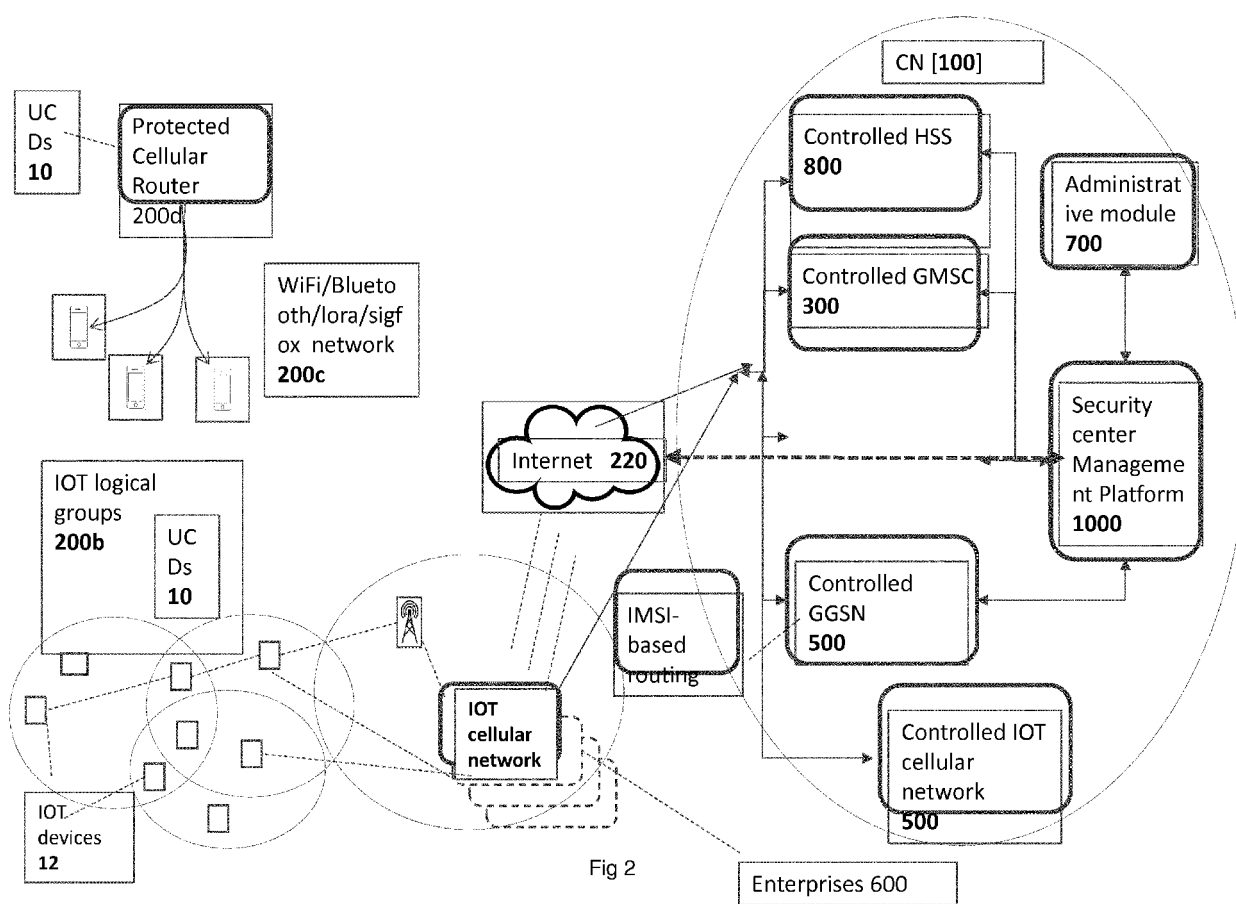 CN [100]
UC
Ds
10
Protected
Cellular
Router
200d
Controlled HSS
800
Administrat
ive module
700
Controlled GMSC
300
WiFi/Blueto
oth/lora/sigf
ox network
200c
Security
center
Manageme
nt Platform
1000
Internet 220
IOT logical
groups
200b
UC
Ds
10
IMSI-
based
routing
Controlled
GGSN
500
IOT
cellular
network
Controlled IOT
cellular
network
500
IOT
devices
12
Fig 2
Enterprises 600